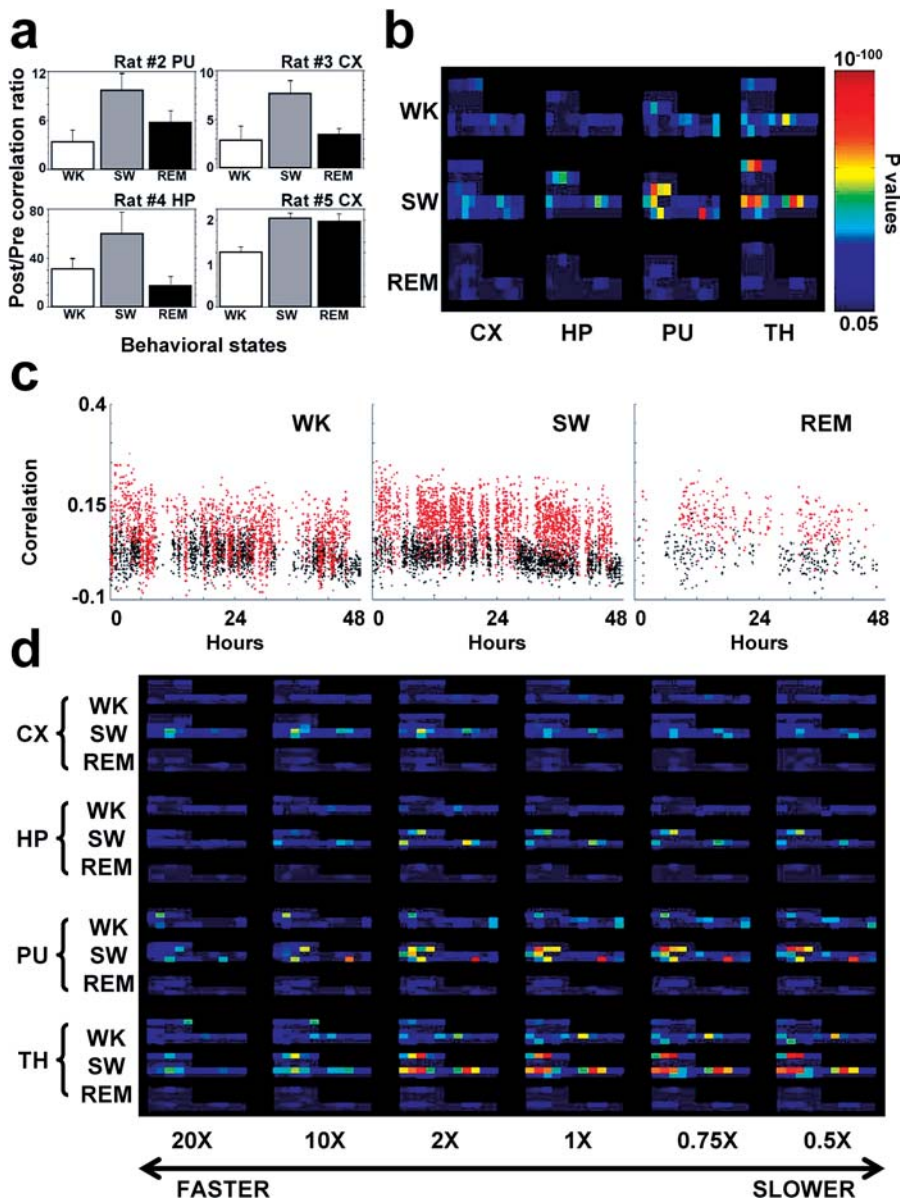 a
Rat #2 PU
Rat #3 CX
12
6
0
10
5
0
WK SW REM
WK SW REM
Rat #4 HP
Rat #5 CX
80
40
0
2
1
0
WK SW REM
WK SW REM
Post/Pre correlation ratio
Behavioral states
b
WK
SW
REM
CX HP PU TH
10-100
P values
0.05
c
0.4
0.15
-0.1
Correlation
WK
SW
REM
0 24 48
0 24 48
0 24 48
Hours
Hours
Hours
d
CX
WK
SW
REM
HP
WK
SW
REM
PU
WK
SW
REM
TH
WK
SW
REM
20X 10X 2X 1X 0.75X 0.5X
FASTER SLOWER